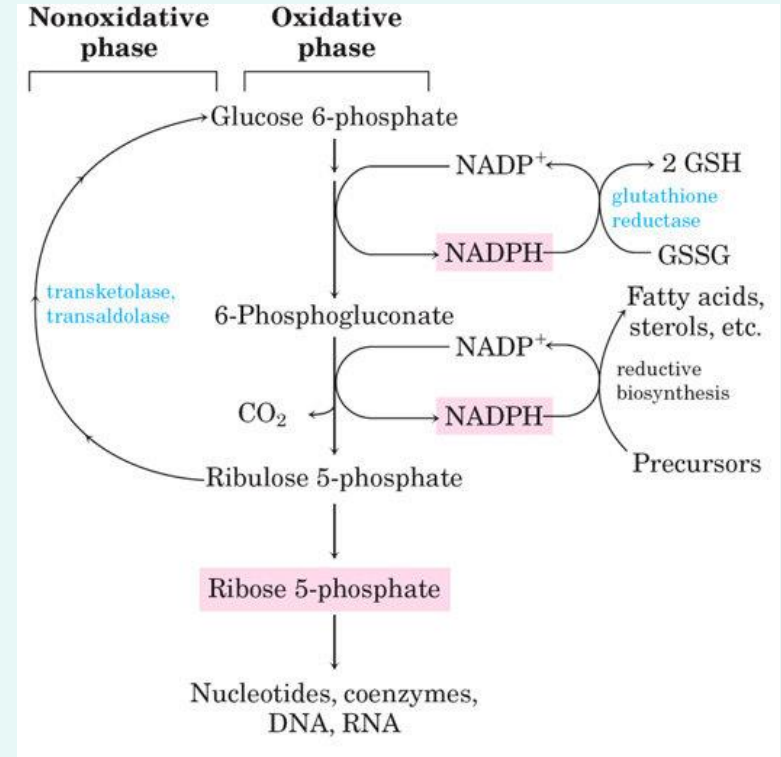 Nonoxidative
phase
Oxidative
phase
Glucose 6-phosphate
NADP⁺
2 GSH
glutathione
reductase
NADPH
GSSG
transketolase,
transaldolase
6-Phosphogluconate
Fatty acids,
sterols, etc.
NADP⁺
reductive
biosynthesis
CO₂
NADPH
Precursors
Ribulose 5-phosphate
Ribose 5-phosphate
Nucleotides, coenzymes,
DNA, RNA